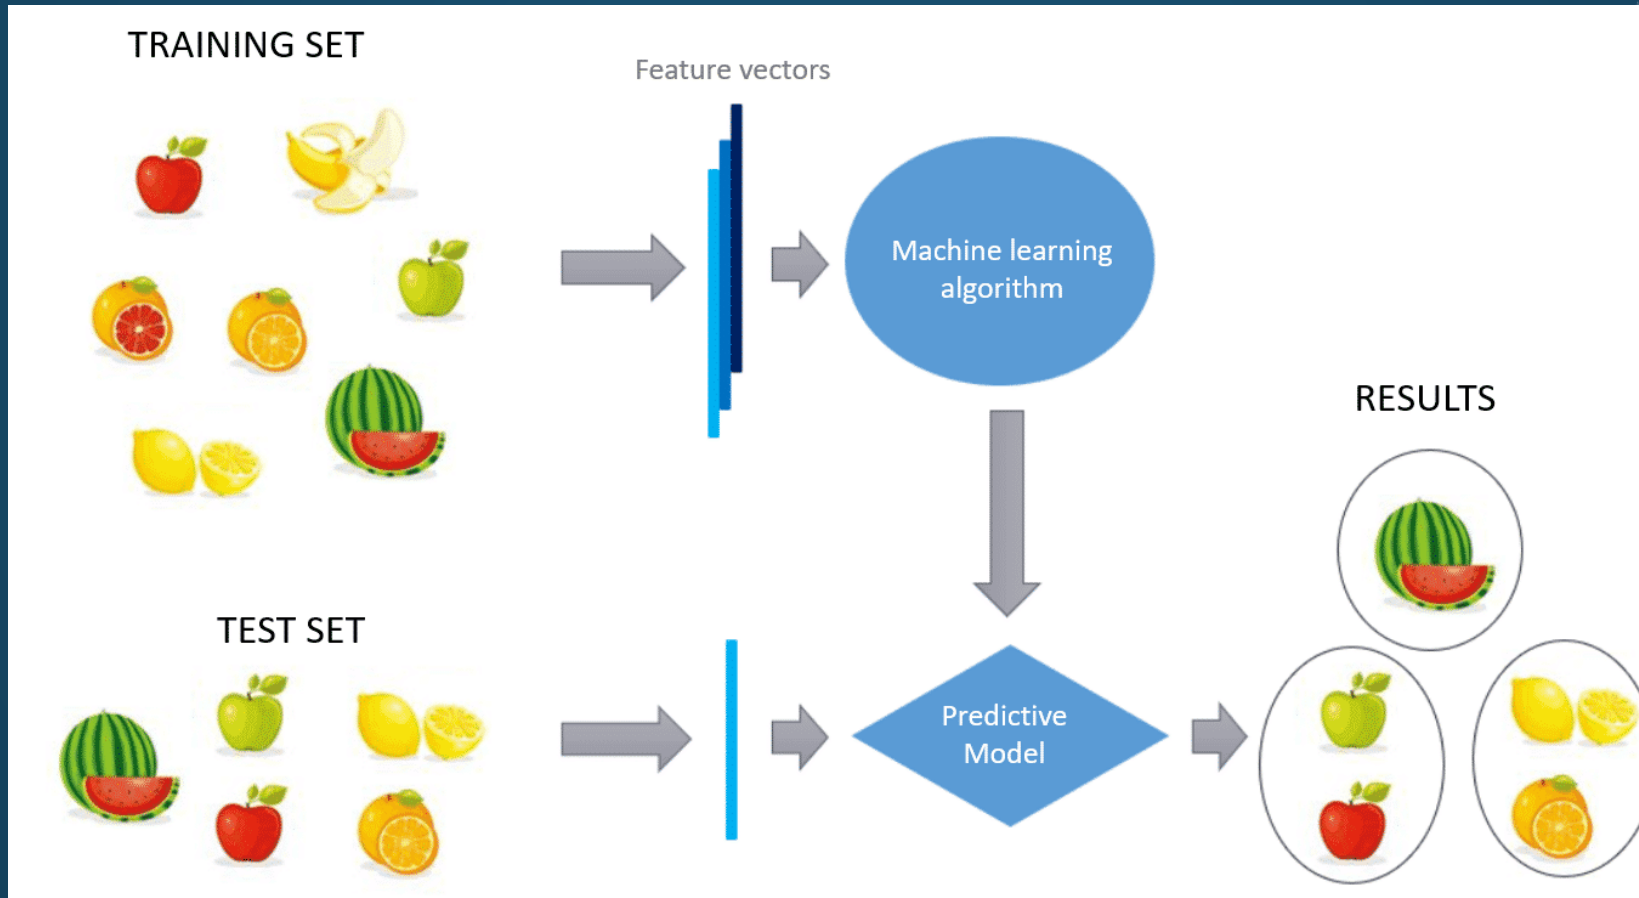 TRAINING SET
Feature vectors
Machine learning
algorithm
RESULTS
TEST SET
Predictive
Model